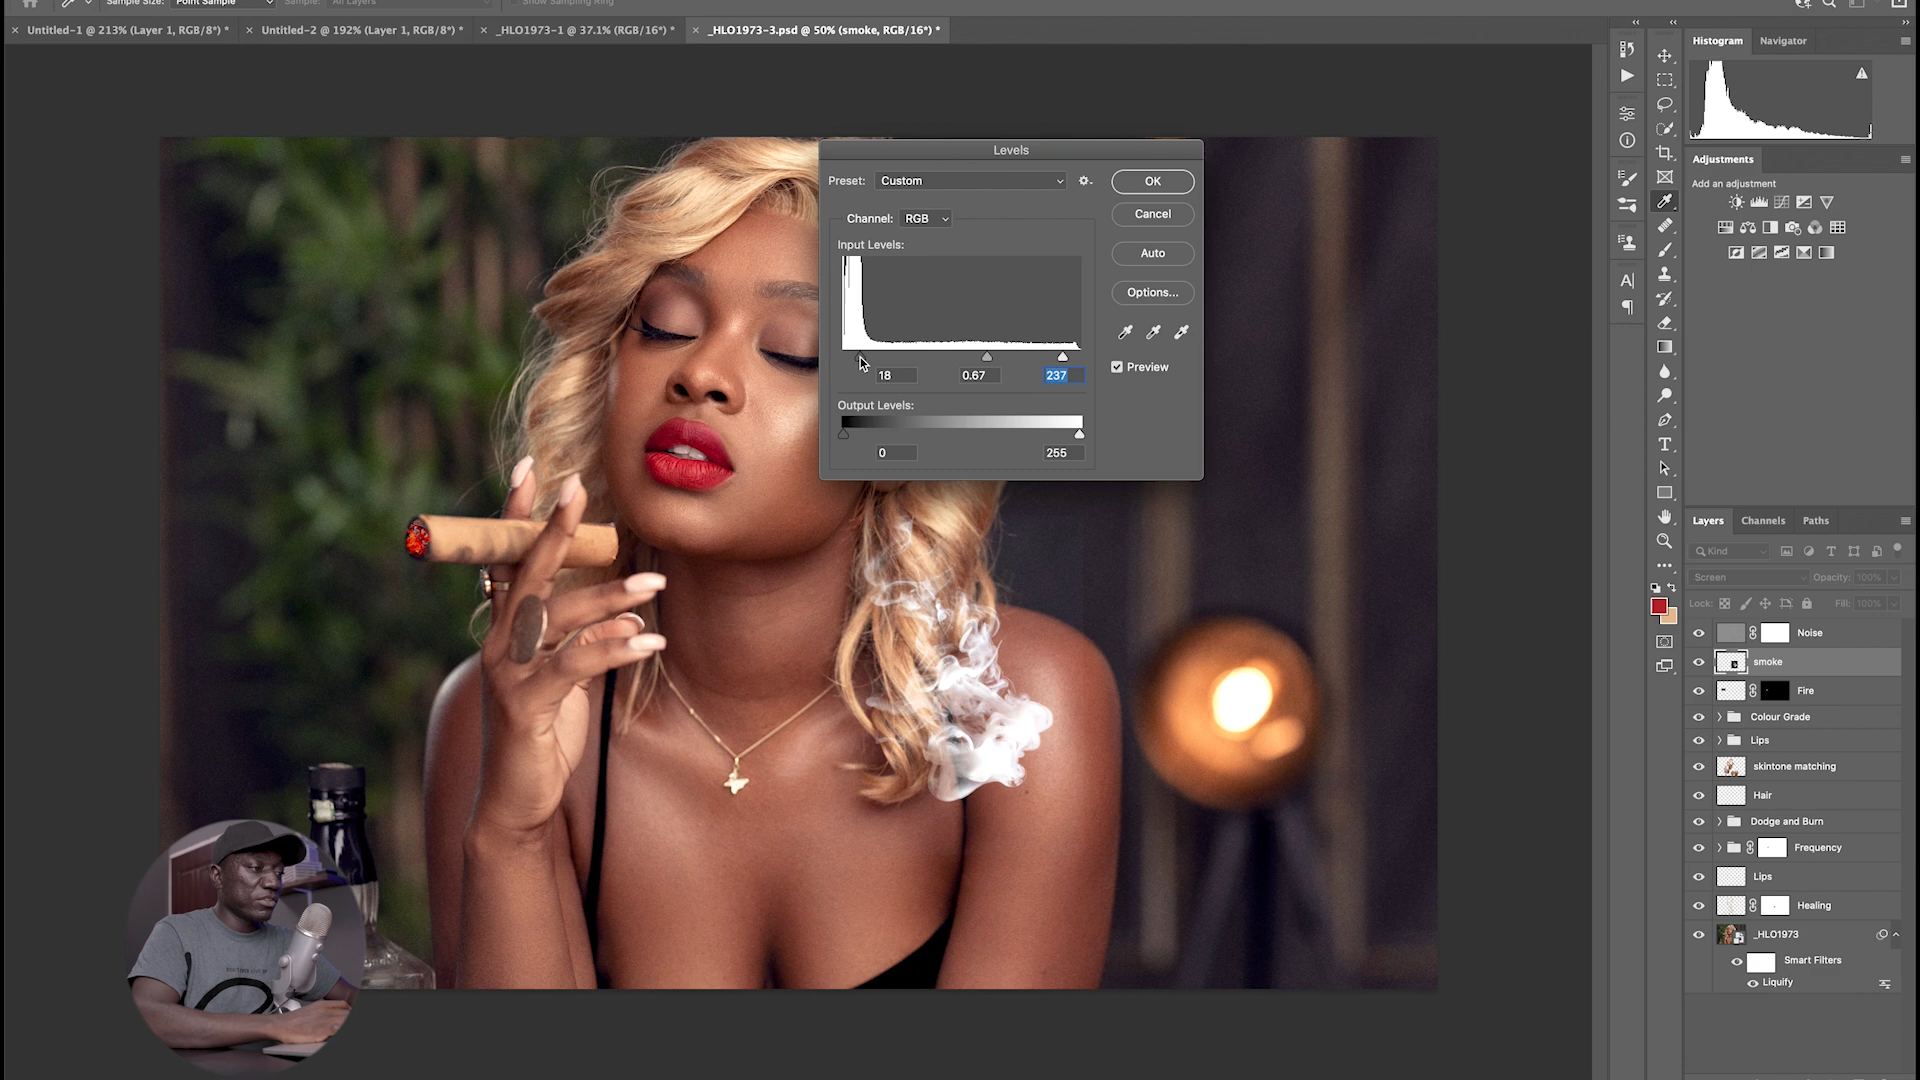 Sample Size: Point Sample Sample: All Layers Show Sampling Ring
× Untitled-1 @ 213% (Layer 1, RGB/8*) * × Untitled-2 @ 192% (Layer 1, RGB/8*) * × _HLO1973-1 @ 37.1% (RGB/16*) * × _HLO1973-3.psd @ 50% (smoke, RGB/16*) *
Histogram Navigator
Levels
Preset: Custom
OK
Channel: RGB
Cancel
Input Levels:
Auto
Options...
18 0.67 237
Preview
Output Levels:
0 255
Adjustments
Add an adjustment
Layers Channels Paths
Kind
Screen Opacity: 100%
Lock: Fill: 100%
Noise
smoke
Fire
Colour Grade
Lips
skintone matching
Hair
Dodge and Burn
Frequency
Lips
Healing
_HLO1973
Smart Filters
Liquify